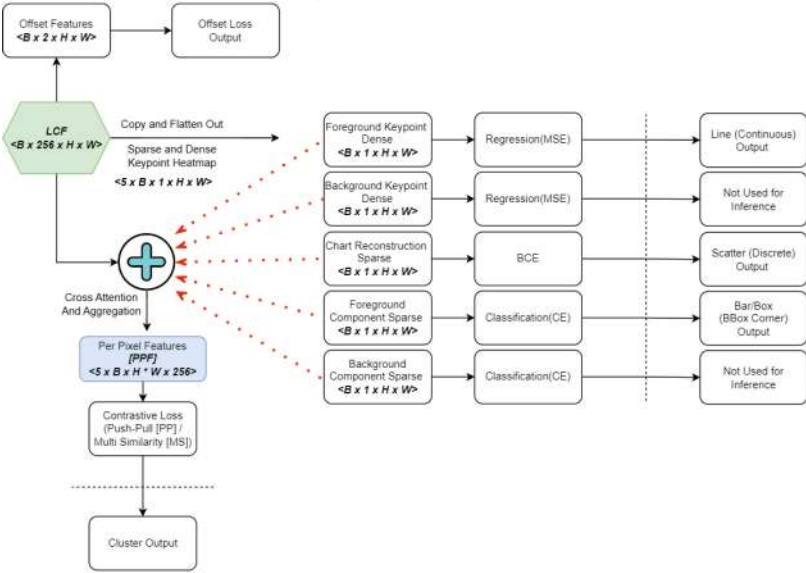 Offset Features
<B x 2 x H x W>
Offset Loss
Output
LCF
<B x 256 x H x W>
Copy and Flatten Out
Sparse and Dense
Keypoint Heatmap
<5 x B x 1 x H x W>
Foreground Keypoint
Dense
<B x 1 x H x W>
Regression(MSE)
Line (Continuous)
Output
Background Keypoint
Dense
<B x 1 x H x W>
Regression(MSE)
Not Used for
Inference
Chart Reconstruction
Sparse
<B x 1 x H x W>
BCE
Scatter (Discrete)
Output
Foreground
Component Sparse
<B x 1 x H x W>
Classification(CE)
Bar/Box
(BBox Corner)
Output
Background
Component Sparse
<B x 1 x H x W>
Classification(CE)
Not Used for
Inference
Cross Attention
And Aggregation
Per Pixel Features
[PPF]
<5 x B x H * W x 256>
Contrastive Loss
(Push-Pull [PP] /
Multi Similarity [MS])
Cluster Output